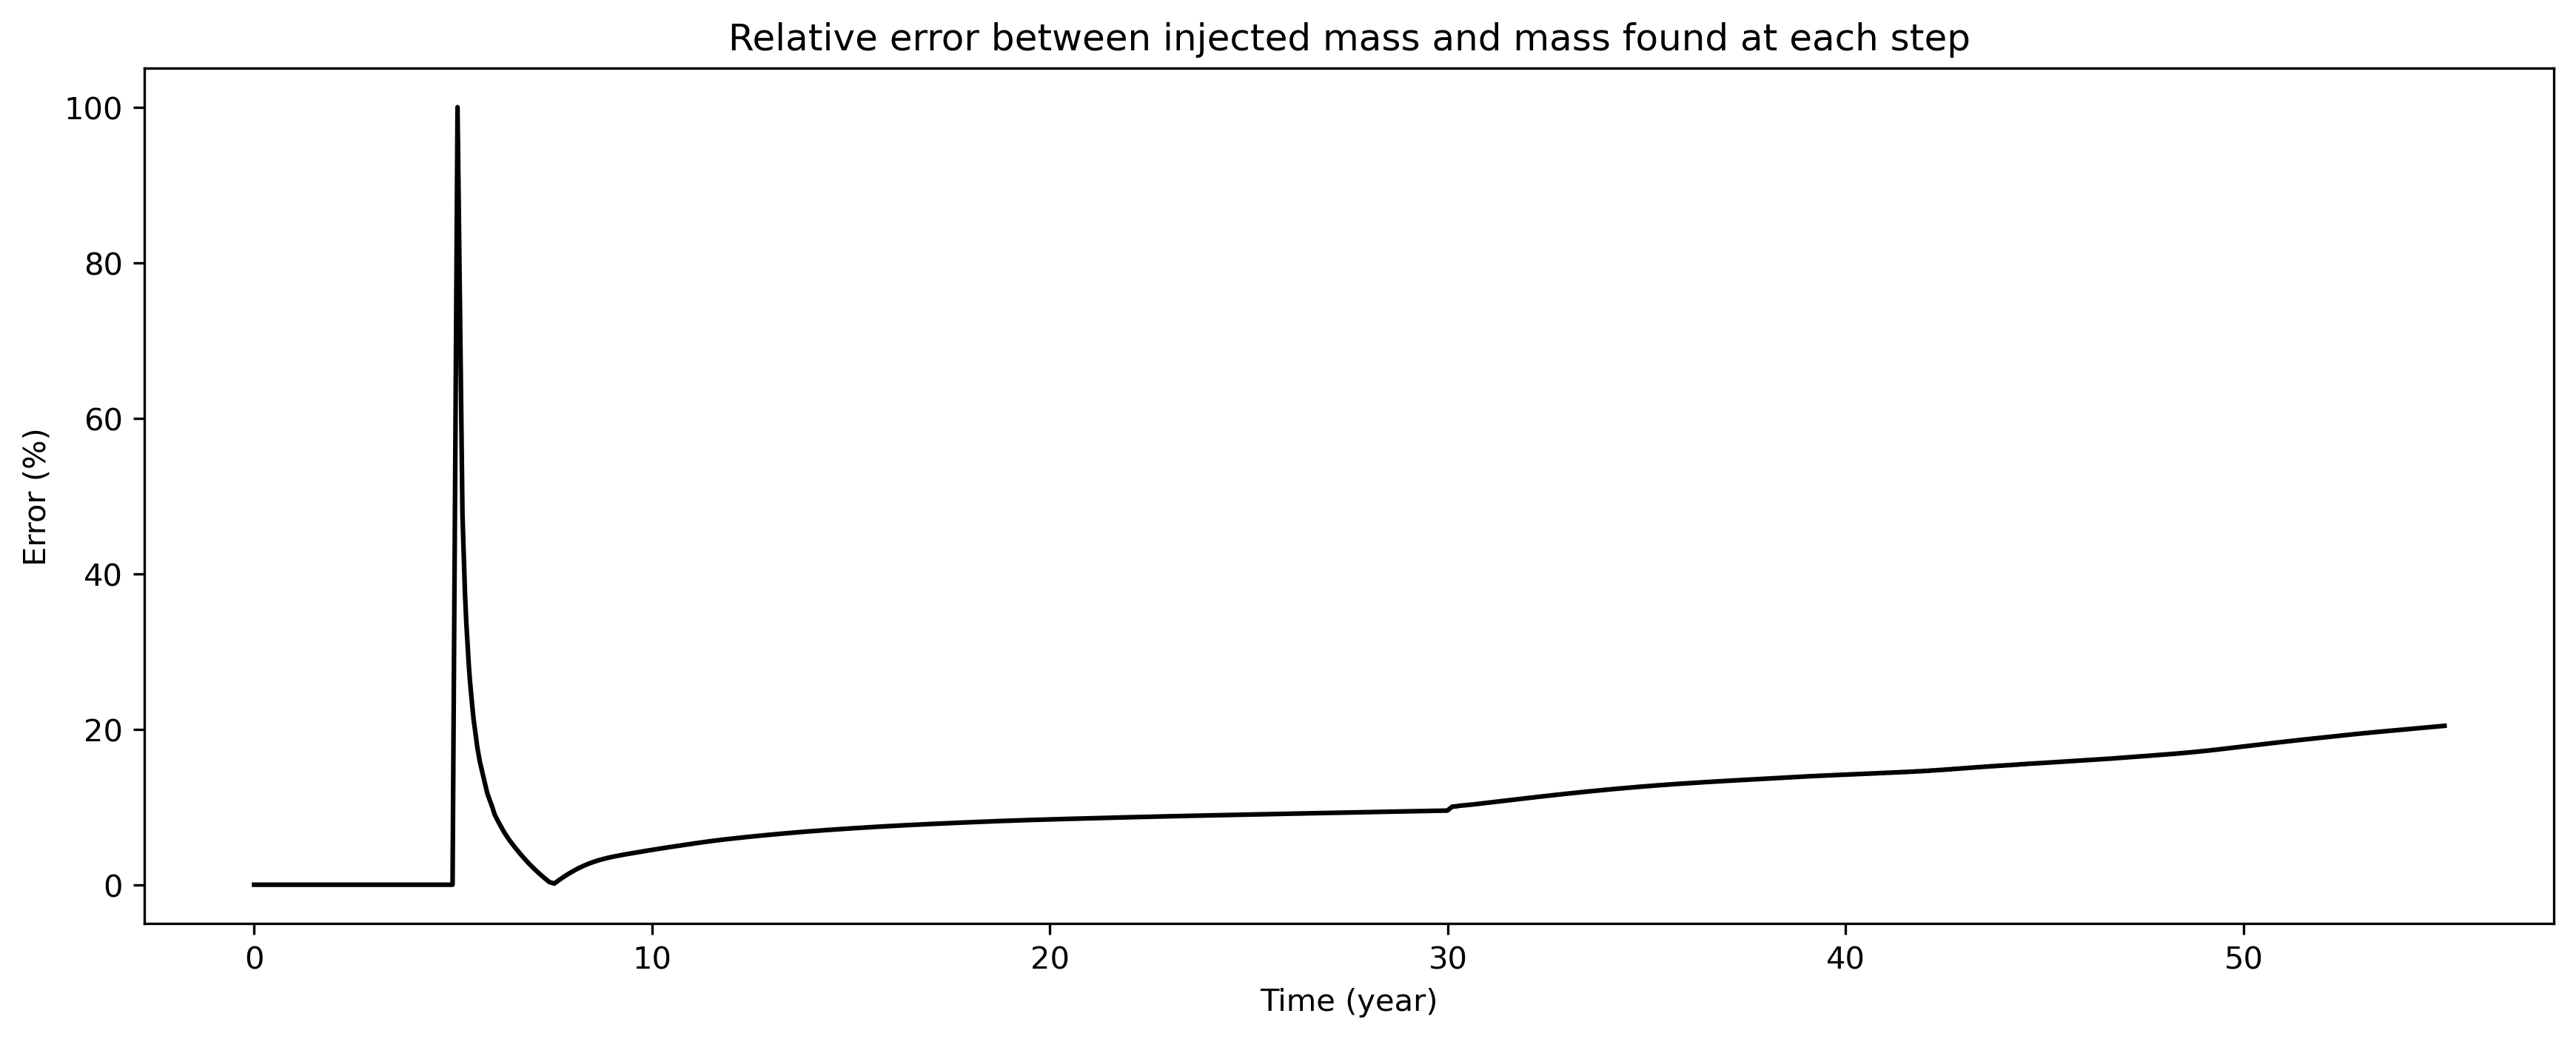 Relative error between injected mass and mass found at each step
100
80
60
40
20
0
Error (%)
0 10 20 30 40 50
Time (year)